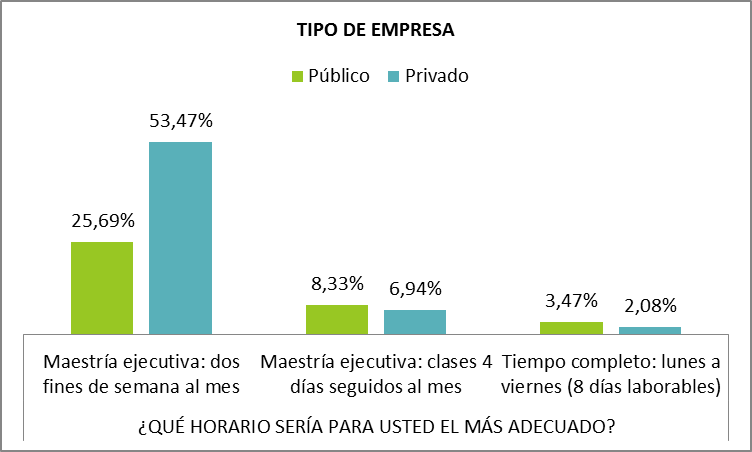 TIPO DE EMPRESA
Público Privado
53,47%
25,69%
8,33%
6,94%
3,47%
2,08%
Maestría ejecutiva: dos
fines de semana al mes
Maestría ejecutiva: clases 4
días seguidos al mes
Tiempo completo: lunes a
viernes (8 días laborables)
¿QUÉ HORARIO SERÍA PARA USTED EL MÁS ADECUADO?